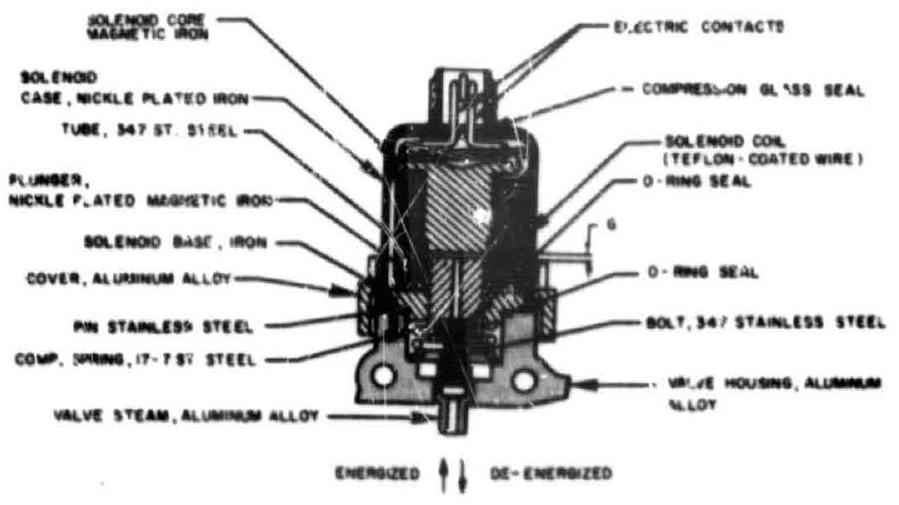 SOLENOID CORE
MAGNETIC IRON
SOLENOID
CASE, NICKLE PLATED IRON
TUBE, 347 ST. STEEL
PLUNGER,
NICKLE PLATED MAGNETIC IRON
SOLENOID BASE, IRON
COVER, ALUMINUM ALLOY
PIN STAINLESS STEEL
COMP. SPRING, 17-7 ST. STEEL
VALVE STEAM, ALUMINUM ALLOY
ELECTRIC CONTACTS
COMPRESSION GLASS SEAL
SOLENOID COIL
(TEFLON-COATED WIRE)
O-RING SEAL
G
O-RING SEAL
BOLT, 347 STAINLESS STEEL
VALVE HOUSING, ALUMINUM
ALLOY
ENERGIZED DE-ENERGIZED